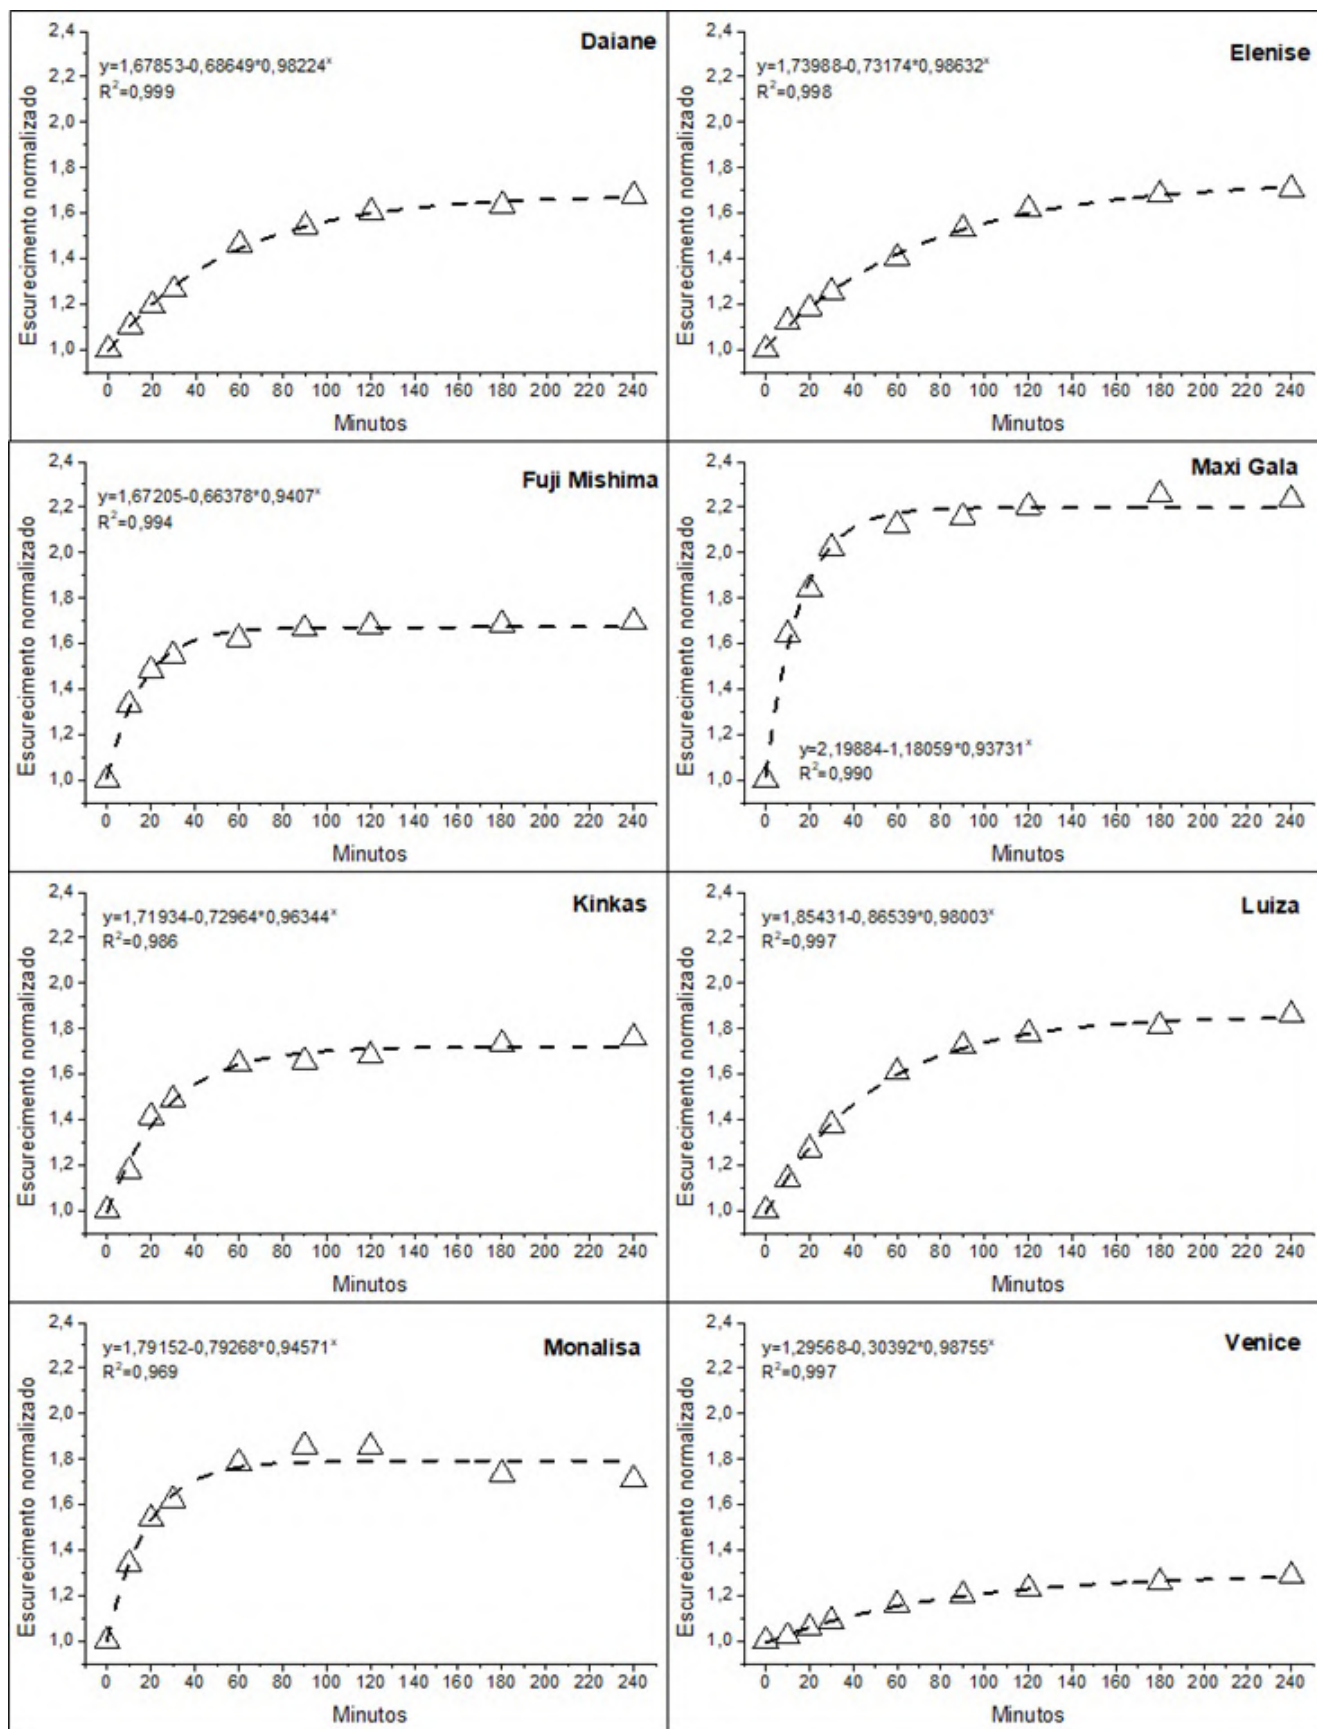 Daiane
y=1,67853-0,68649*0,98224ˣ
R²=0,999
Escurecimento normalizado
2,4
2,2
2,0
1,8
1,6
1,4
1,2
1,0
0 20 40 60 80 100 120 140 160 180 200 220 240
Minutos
Elenise
y=1,73988-0,73174*0,98632ˣ
R²=0,998
Escurecimento normalizado
2,4
2,2
2,0
1,8
1,6
1,4
1,2
1,0
0 20 40 60 80 100 120 140 160 180 200 220 240
Minutos
Fuji Mishima
y=1,67205-0,66378*0,9407ˣ
R²=0,994
Escurecimento normalizado
2,4
2,2
2,0
1,8
1,6
1,4
1,2
1,0
0 20 40 60 80 100 120 140 160 180 200 220 240
Minutos
Maxi Gala
Escurecimento normalizado
2,4
2,2
2,0
1,8
1,6
1,4
1,2
1,0
y=2,19884-1,18059*0,93731ˣ
R²=0,990
0 20 40 60 80 100 120 140 160 180 200 220 240
Minutos
Kinkas
y=1,71934-0,72964*0,96344ˣ
R²=0,986
Escurecimento normalizado
2,4
2,2
2,0
1,8
1,6
1,4
1,2
1,0
0 20 40 60 80 100 120 140 160 180 200 220 240
Minutos
Luiza
y=1,85431-0,86539*0,98003ˣ
R²=0,997
Escurecimento normalizado
2,4
2,2
2,0
1,8
1,6
1,4
1,2
1,0
0 20 40 60 80 100 120 140 160 180 200 220 240
Minutos
Monalisa
y=1,79152-0,79268*0,94571ˣ
R²=0,969
Escurecimento normalizado
2,4
2,2
2,0
1,8
1,6
1,4
1,2
1,0
0 20 40 60 80 100 120 140 160 180 200 220 240
Minutos
Venice
y=1,29568-0,30392*0,98755ˣ
R²=0,997
Escurecimento normalizado
2,4
2,2
2,0
1,8
1,6
1,4
1,2
1,0
0 20 40 60 80 100 120 140 160 180 200 220 240
Minutos